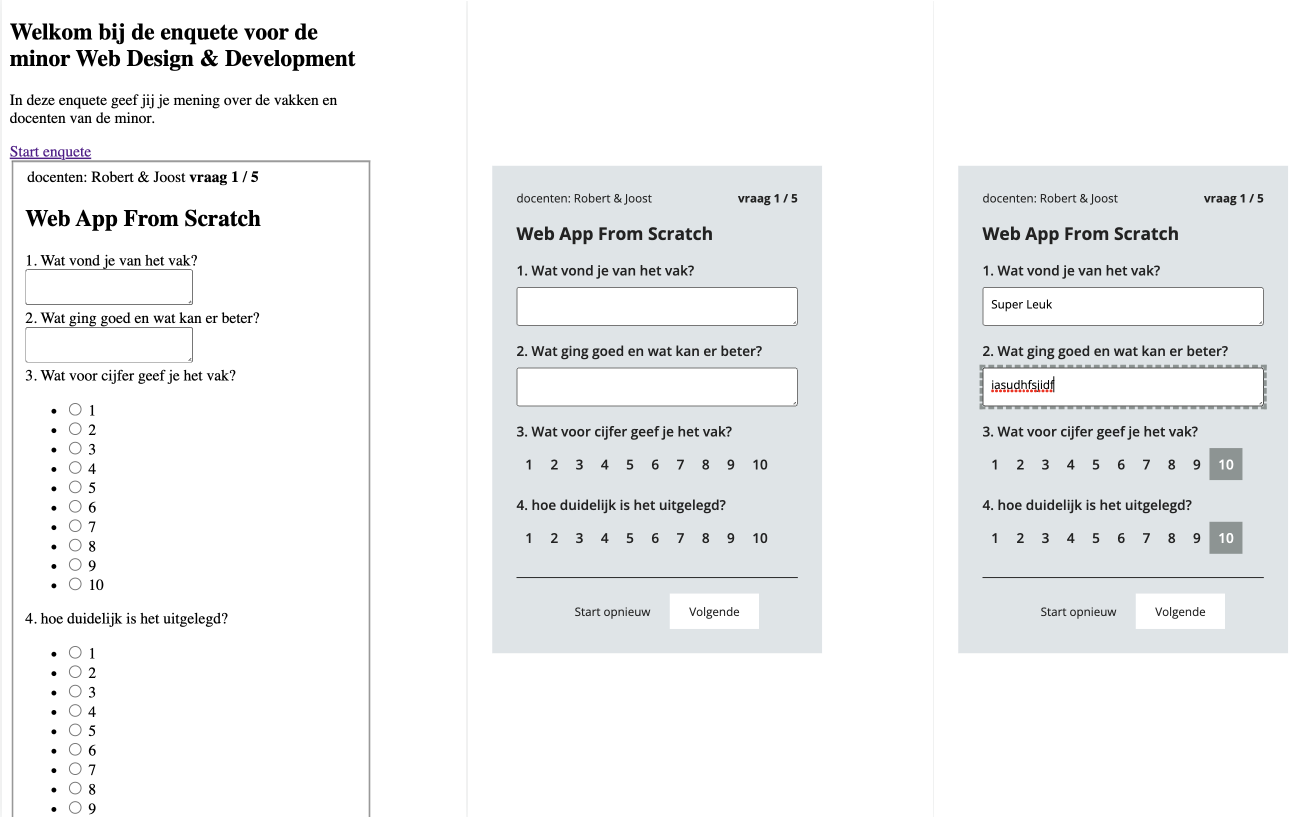 Welkom bij de enquete voor de
minor Web Design & Development
In deze enquete geef jij je mening over de vakken en
docenten van de minor.
Start enquete
docenten: Robert & Joost vraag 1 / 5
Web App From Scratch
1. Wat vond je van het vak?
2. Wat ging goed en wat kan er beter?
3. Wat voor cijfer geef je het vak?
1
2
3
4
5
6
7
8
9
10
4. hoe duidelijk is het uitgelegd?
1
2
3
4
5
6
7
8
9
docenten: Robert & Joost vraag 1 / 5
Web App From Scratch
1. Wat vond je van het vak?
2. Wat ging goed en wat kan er beter?
3. Wat voor cijfer geef je het vak?
1 2 3 4 5 6 7 8 9 10
4. hoe duidelijk is het uitgelegd?
1 2 3 4 5 6 7 8 9 10
Start opnieuw Volgende
docenten: Robert & Joost vraag 1 / 5
Web App From Scratch
1. Wat vond je van het vak?
Super Leuk
2. Wat ging goed en wat kan er beter?
iasudhfsjidf
3. Wat voor cijfer geef je het vak?
1 2 3 4 5 6 7 8 9 10
4. hoe duidelijk is het uitgelegd?
1 2 3 4 5 6 7 8 9 10
Start opnieuw Volgende